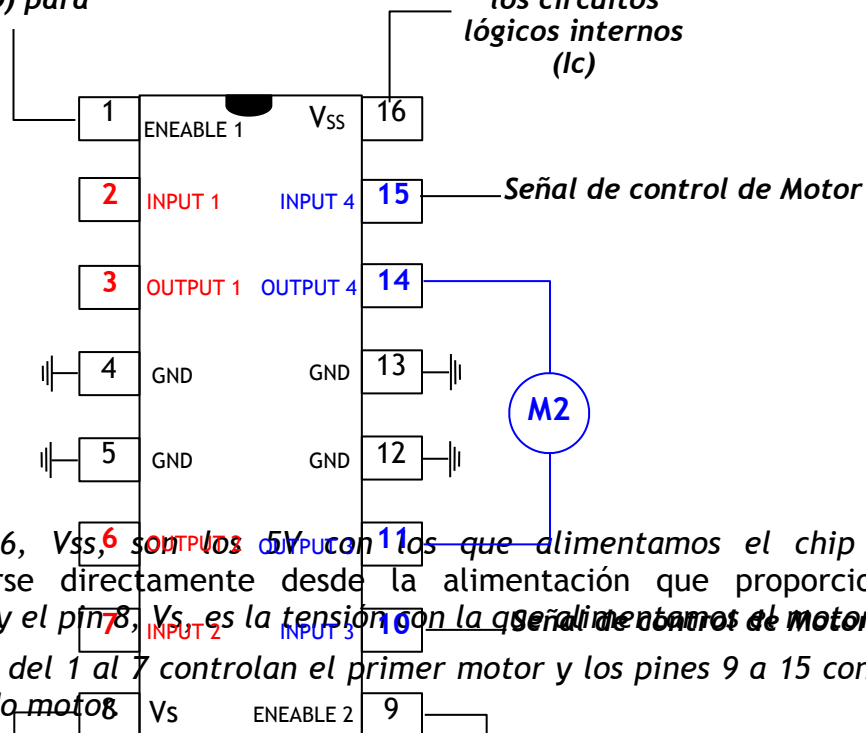 los circuitos
) para
lógicos internos
(Ic)
1 ENEABLE 1 VSS 16
2 INPUT 1 INPUT 4 15 Señal de control de Motor
3 OUTPUT 1 OUTPUT 4 14
4 GND GND 13
M2
5 GND GND 12
6 OUTPUT 2 OUTPUT 3 11
6, Vss, son los 5V con los que alimentamos el chip
rse directamente desde la alimentación que proporcio
y el pin 8, Vs, es la tensión con la que alimentamos el motor
7 INPUT 2 INPUT 3 10 Señal de control de Motor
del 1 al 7 controlan el primer motor y los pines 9 a 15 con
do motor.
8 Vs ENEABLE 2 9